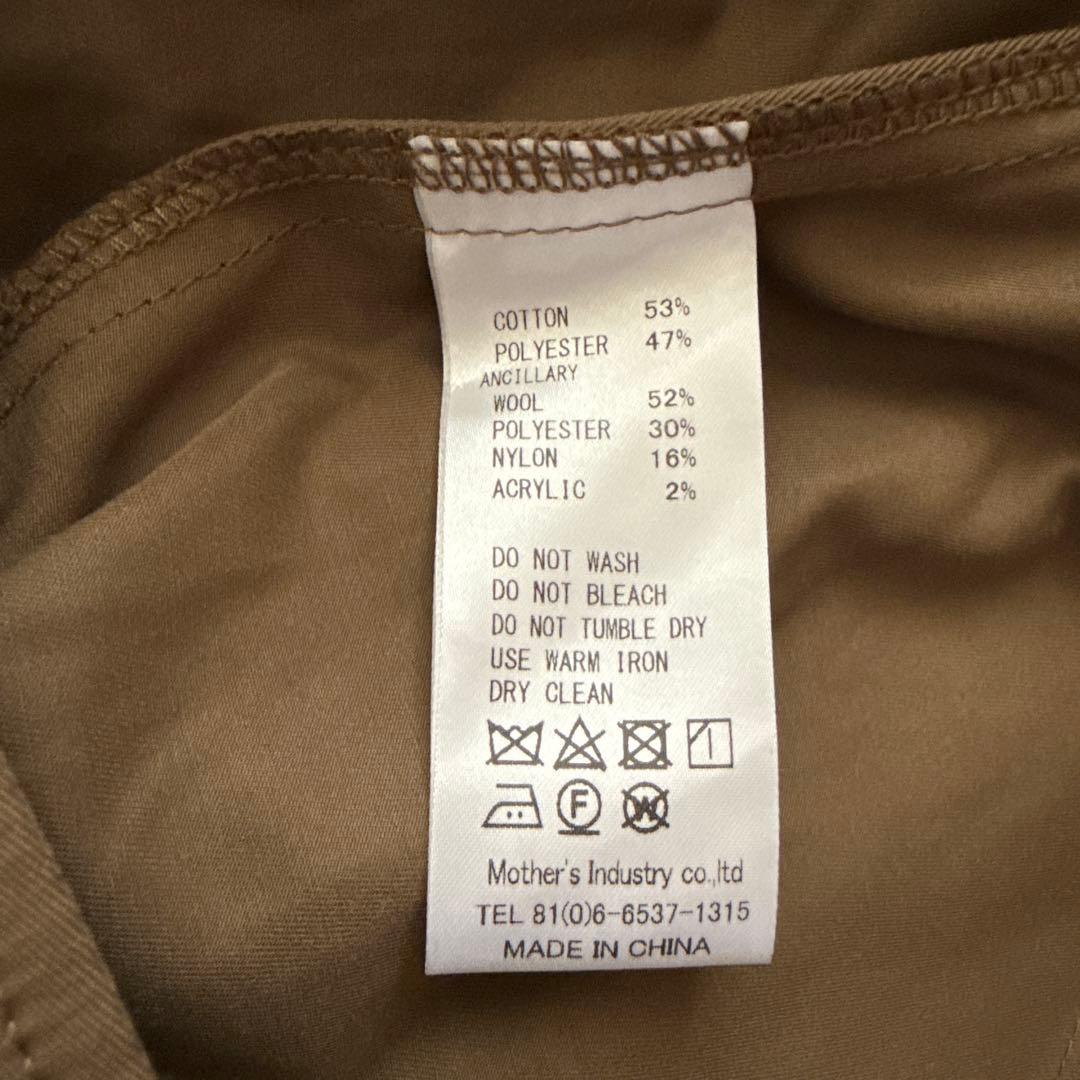 COTTON 53%
POLYESTER 47%
ANCILLARY
WOOL 52%
POLYESTER 30%
NYLON 16%
ACRYLIC 2%
DO NOT WASH
DO NOT BLEACH
DO NOT TUMBLE DRY
USE WARM IRON
DRY CLEAN
F W
Mother's Industry co.,ltd
TEL 81(0)6-6537-1315
MADE IN CHINA